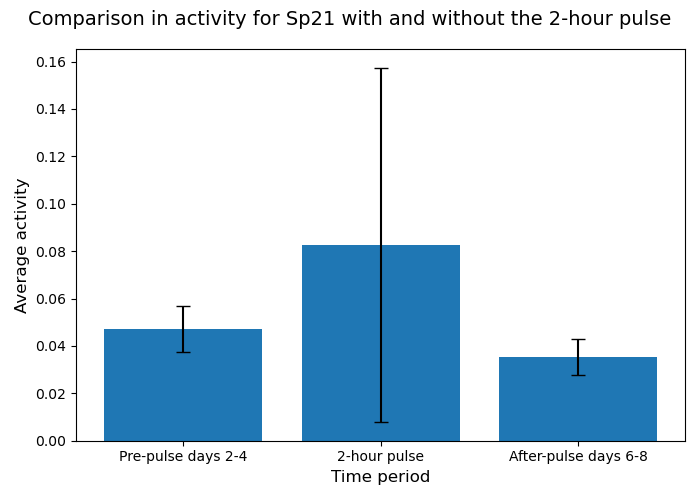 Comparison in activity for Sp21 with and without the 2-hour pulse
0.16
0.14
0.12
0.10
0.08
0.06
0.04
0.02
0.00
Average activity
Pre-pulse days 2-4
2-hour pulse
After-pulse days 6-8
Time period